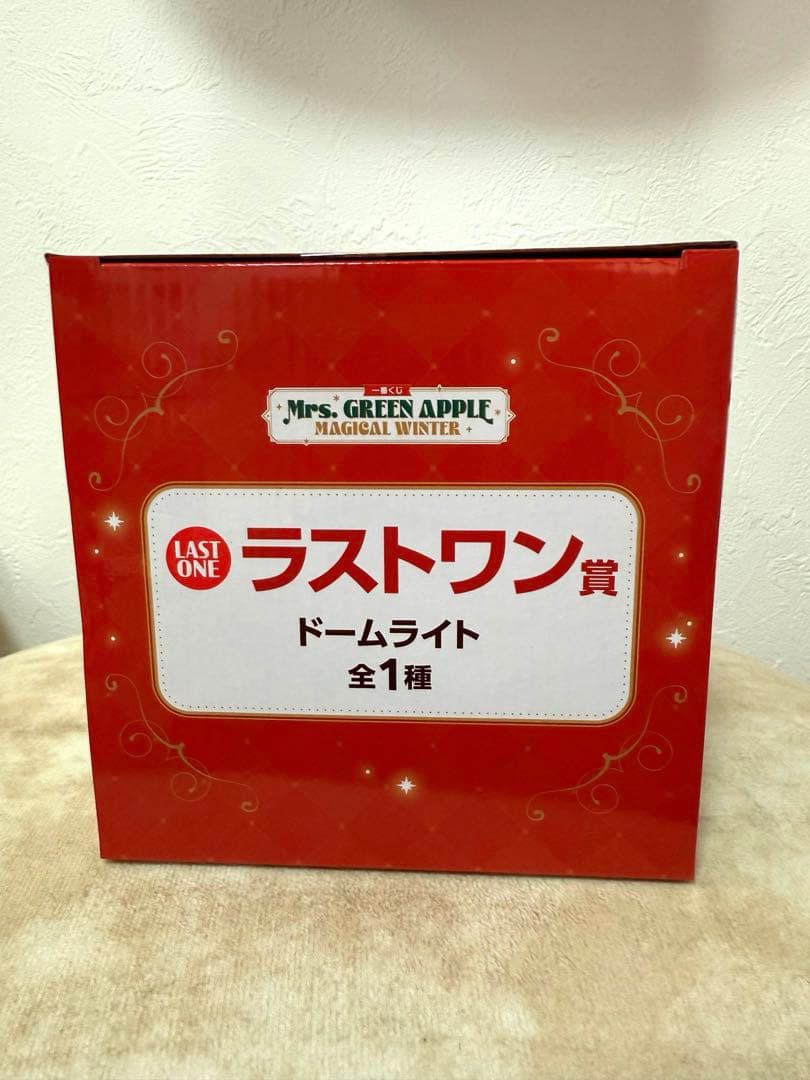 一番くじ
Mrs. GREEN APPLE
MAGICAL WINTER
LAST ONE ラストワン賞
ドームライト
全1種